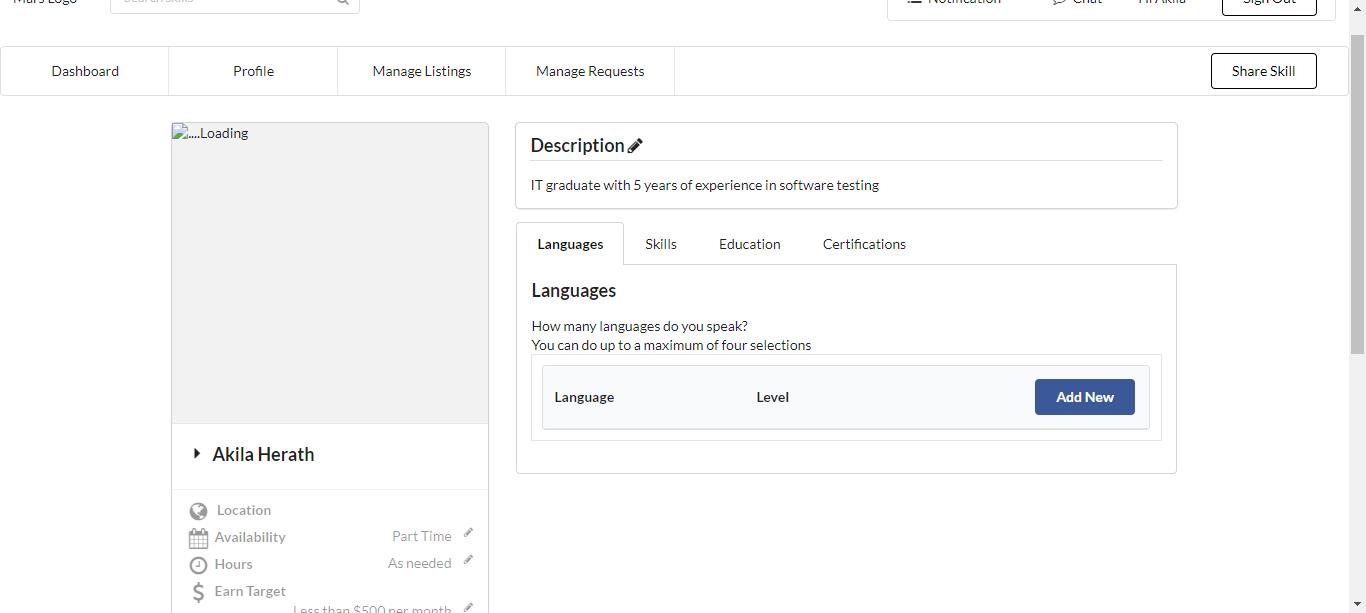 Mars Logo
Search skills
Notification
Chat
Hi Akila
Sign Out
Dashboard
Profile
Manage Listings
Manage Requests
Share Skill
....Loading
Description
IT graduate with 5 years of experience in software testing
Languages
Skills
Education
Certifications
Languages
How many languages do you speak?
You can do up to a maximum of four selections
Language
Level
Add New
Akila Herath
Location
Availability
Part Time
Hours
As needed
Earn Target
Less than $500 per month